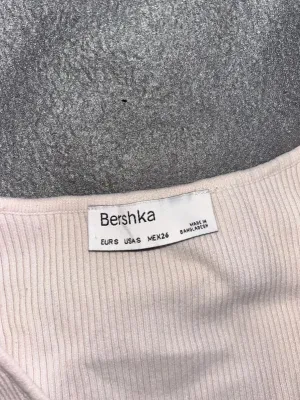 Bershka
EUR S USA S MEX 26
MADE IN
BANGLADESH